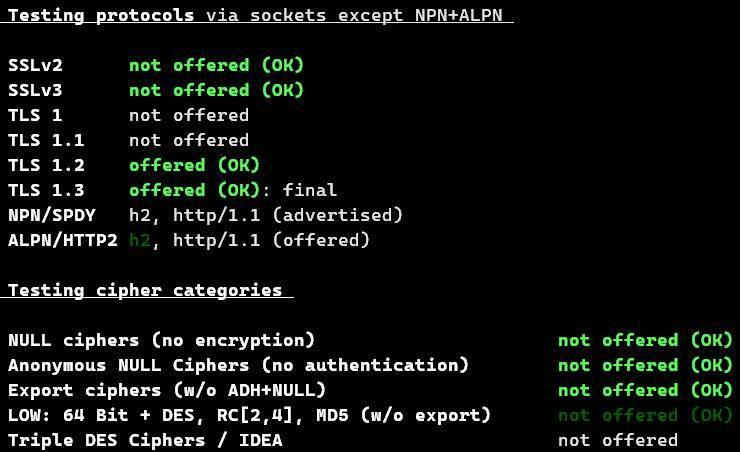 Testing protocols via sockets except NPN+ALPN
SSLv2 not offered (OK)
SSLv3 not offered (OK)
TLS 1 not offered
TLS 1.1 not offered
TLS 1.2 offered (OK)
TLS 1.3 offered (OK): final
NPN/SPDY h2, http/1.1 (advertised)
ALPN/HTTP2 h2, http/1.1 (offered)
Testing cipher categories
NULL ciphers (no encryption) not offered (OK)
Anonymous NULL Ciphers (no authentication) not offered (OK)
Export ciphers (w/o ADH+NULL) not offered (OK)
LOW: 64 Bit + DES, RC[2,4], MD5 (w/o export) not offered (OK)
Triple DES Ciphers / IDEA not offered